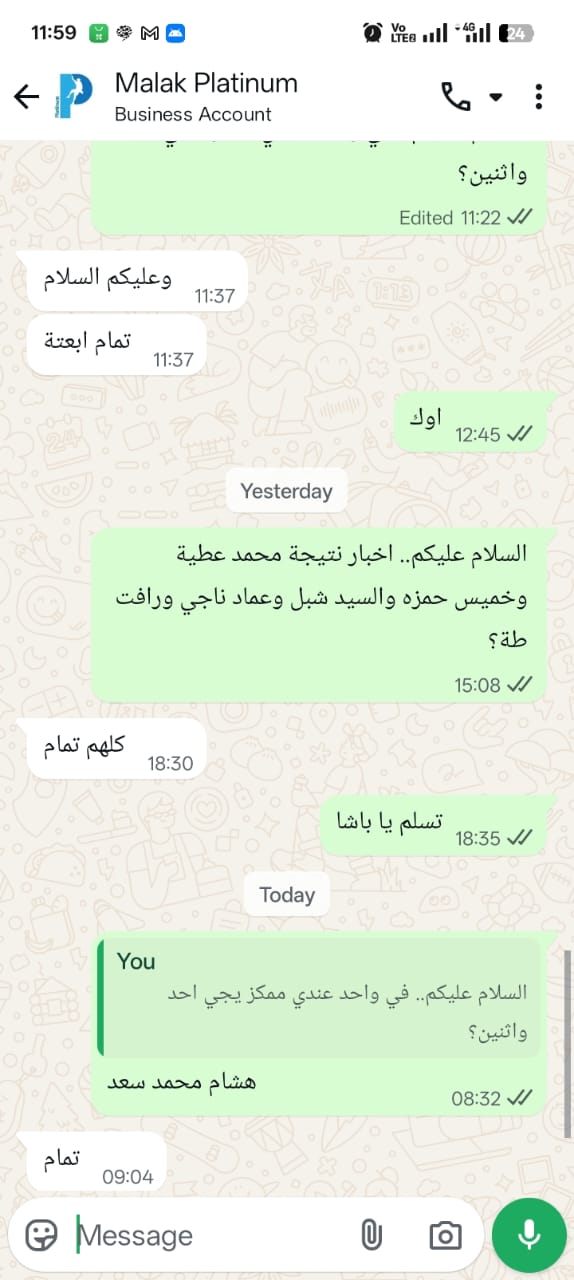 11:59
Vo LTE2 4G 24
Malak Platinum
Business Account
واثنين؟
Edited 11:22
وعليكم السلام
11:37
تمام ابعتة
11:37
اوك
12:45
Yesterday
السلام عليكم.. اخبار نتيجة محمد عطية
وخميس حمزه والسيد شبل وعماد ناجي ورافت
طة؟
15:08
كلهم تمام
18:30
تسلم يا باشا
18:35
Today
You
السلام عليكم.. في واحد عندي ممكز يجي احد
واثنين؟
هشام محمد سعد
08:32
تمام
09:04
Message